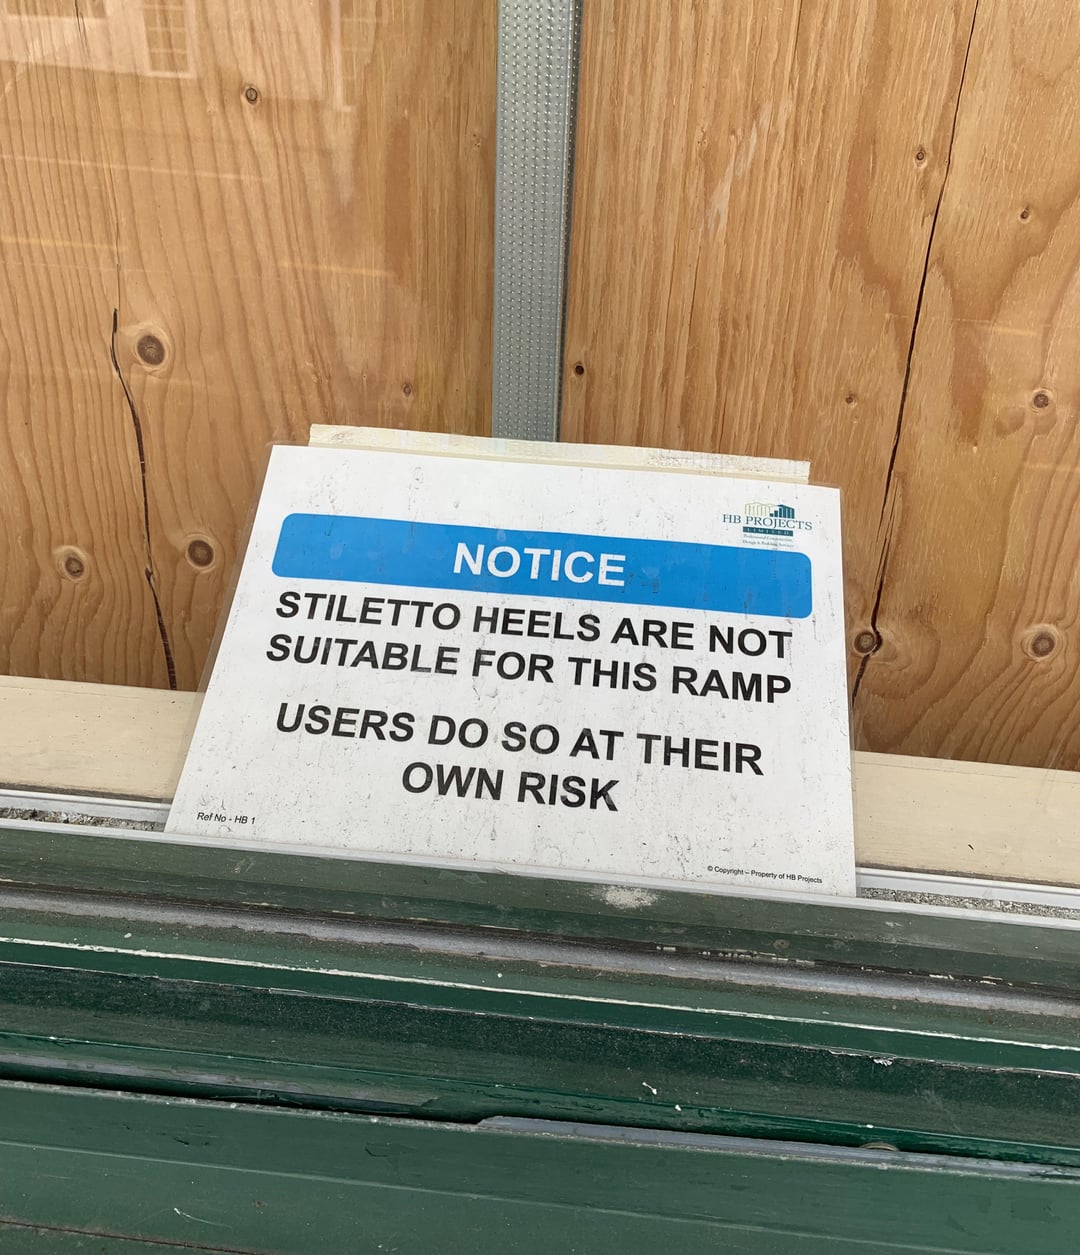 HB PROJECTS
LIMITED
NOTICE
STILETTO HEELS ARE NOT
SUITABLE FOR THIS RAMP
USERS DO SO AT THEIR
OWN RISK
Ref No - HB 1
© Copyright – Property of HB Projects